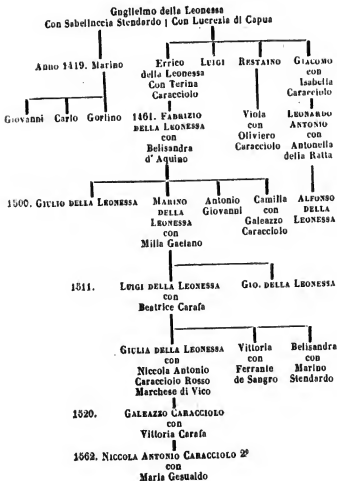 Guglielmo della Leonessa
Con Sabellneccia Stendardo | Con Lucrezia di Capua
Anno 1419. Marino
Errico
della Leonessa
Con Terina
Caracciolo
LUIGI
RESTAINO
GIACOMO
con
Isabella
Caracciolo
Giovanni Carlo Gorlino
1461. FABRIZIO
DELLA LEONESSA
con
Belisandra
d'Aquino
Viola
con
Oliviero
Caracciolo
LEONARDO
ANTONIO
con
Antonella
della Ratta
1500. GIULIO DELLA LEONESSA
MARINO
DELLA
LEONESSA
con
Milla Gaetano
Antonio
Giovanni
Camilla
con
Galeazzo
Caracciolo
ALFONSO
DELLA
LEONESSA
1511. LUIGI DELLA LEONESSA
con
Beatrice Carafa
GIO. DELLA LEONESSA
GIULIA DELLA LEONESSA
con
Niccola Antonio
Caracciolo Rosso
Marchese di Vico
Vittoria
con
Ferrante
de Sangro
Belisandra
con
Marino
Stendardo
1520. GALEAZZO CARACCIOLO
con
Vittoria Carafa
1562. NICCOLA ANTONIO CARACCIOLO 2º
con
Maria Gesualdo